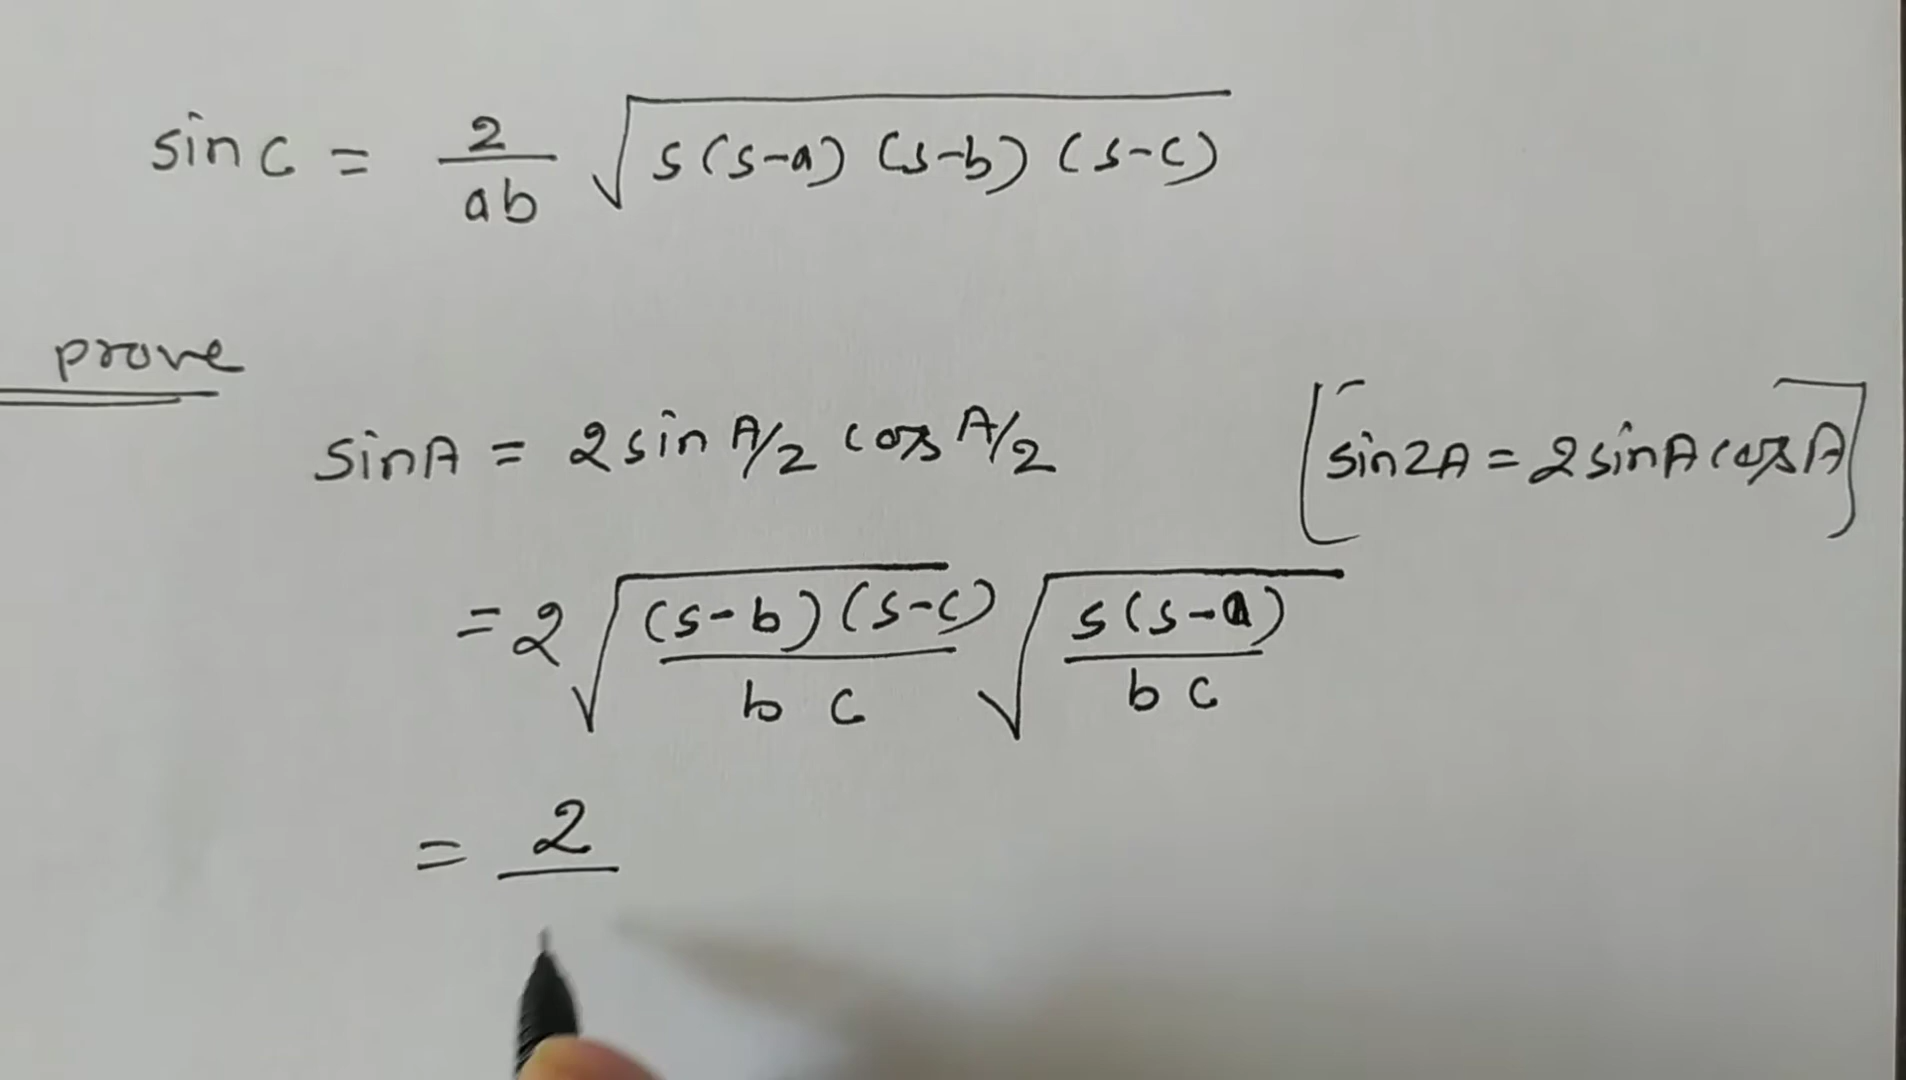 sin C = 2/ab √s(s-a)(s-b)(s-c)
prove
sinA = 2 sin A/2 cos A/2 [sin2A = 2 sinA cosA]
= 2 √(s-b)(s-c)/bc √s(s-a)/bc
= 2